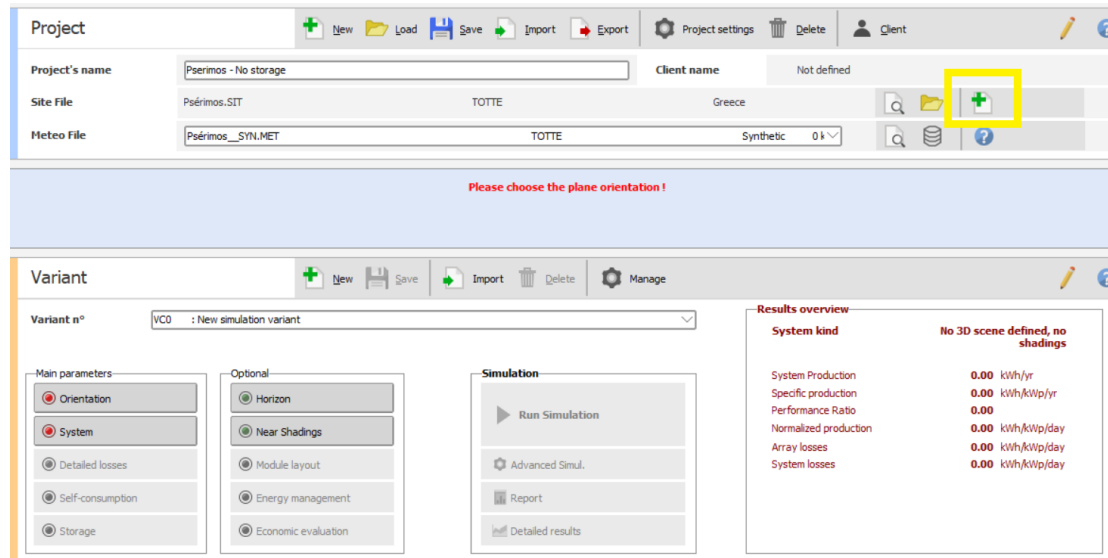 Project New Load Save Import Export Project settings Delete Client
Project's name Pserimos - No storage Client name Not defined
Site File Psérimos.SIT TOTTE Greece
Meteo File Psérimos__SYN.MET TOTTE Synthetic 0 k
Please choose the plane orientation !
Variant New Save Import Delete Manage
Variant n° VC0 : New simulation variant
Results overview
System kind No 3D scene defined, no
shadings
Main parameters Optional Simulation
Orientation Horizon Run Simulation
System Near Shadings
Detailed losses Module layout Advanced Simul.
Self-consumption Energy management Report
Storage Economic evaluation Detailed results
System Production 0.00 kWh/yr
Specific production 0.00 kWh/kWp/yr
Performance Ratio 0.00
Normalized production 0.00 kWh/kWp/day
Array losses 0.00 kWh/kWp/day
System losses 0.00 kWh/kWp/day